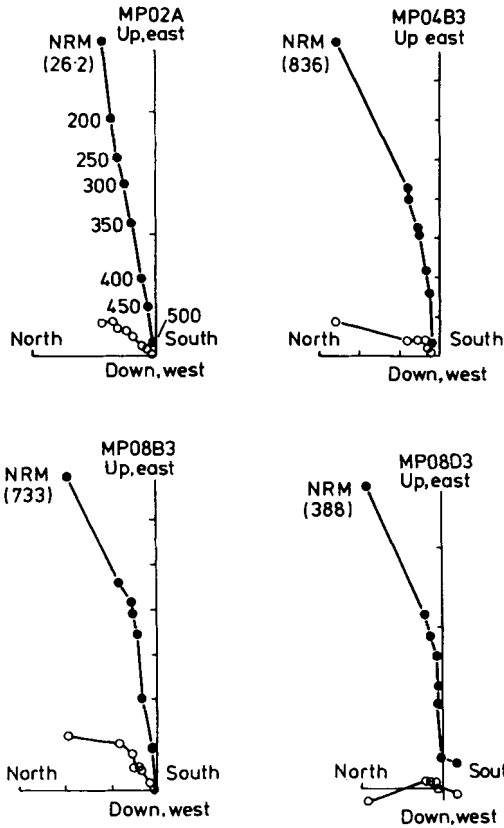 MP02A
Up, east
NRM
(26·2)
200
250
300
350
400
450
500
North
South
Down, west
MP04B3
Up east
NRM
(836)
North
South
Down, west
MP08B3
Up, east
NRM
(733)
North
South
Down, west
MP08D3
Up, east
NRM
(388)
North
Sout
Down, west